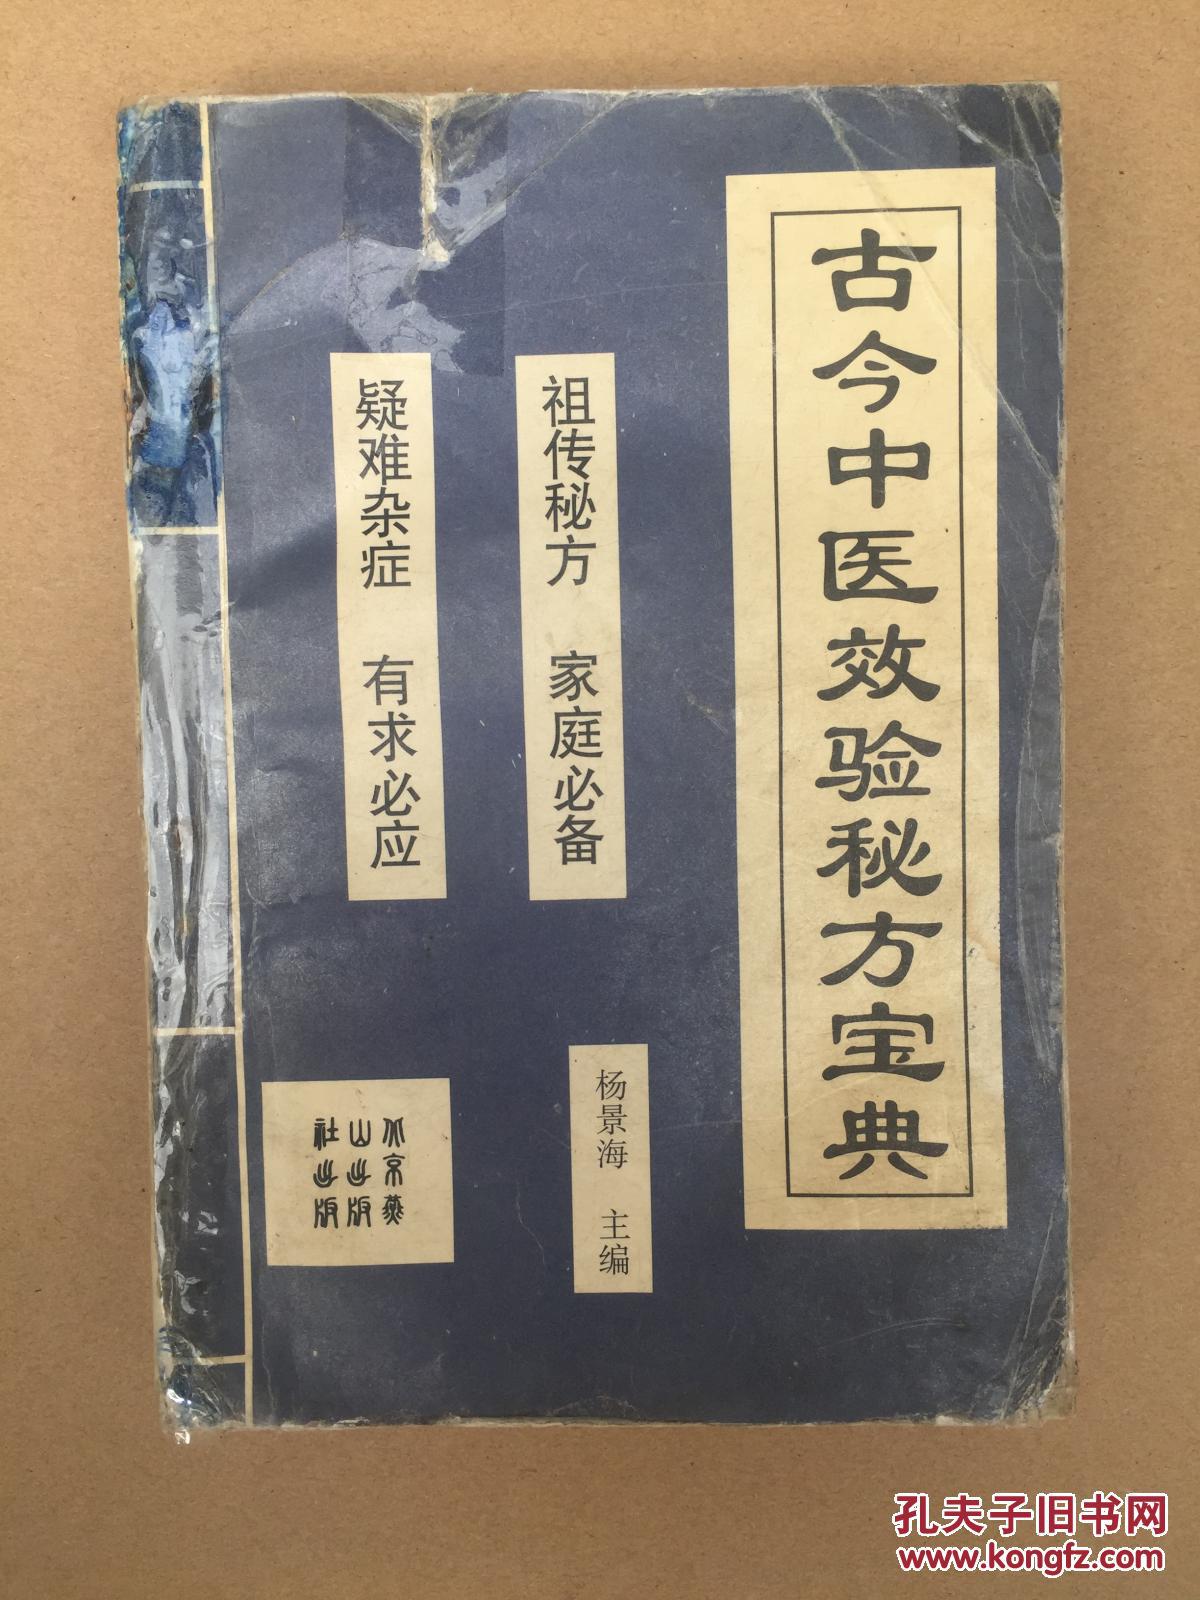 古今中医效验秘方宝典
祖传秘方 家庭必备
疑难杂症 有求必应
杨景海 主编
北京燕
山出版
社出版
孔夫子旧书网
www.kongfz.com